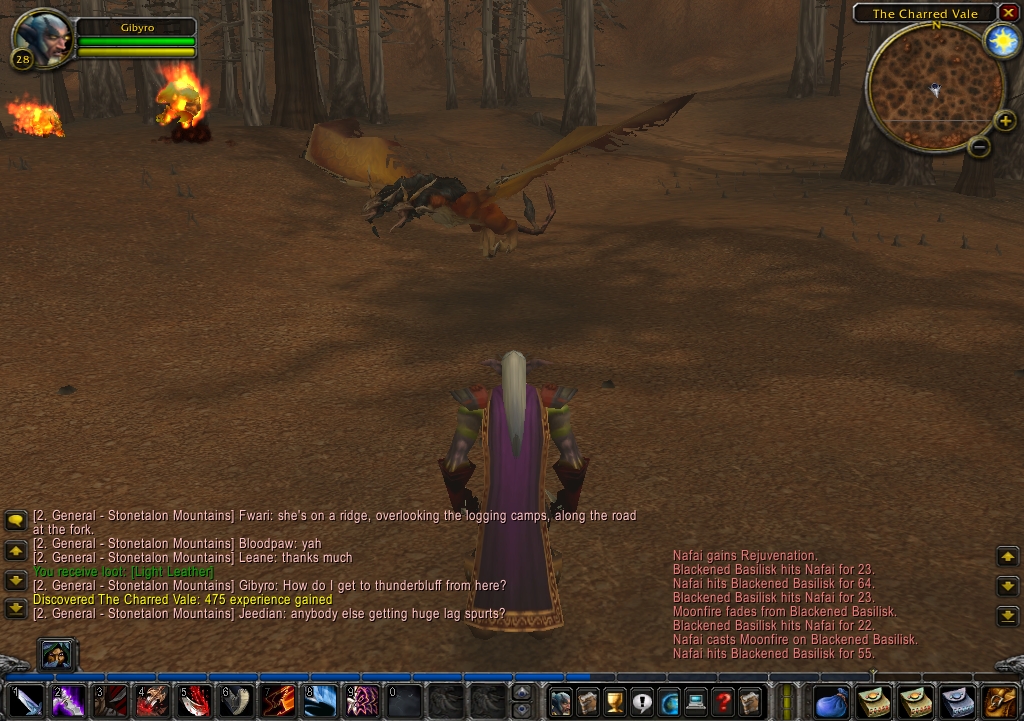 Gibyro
28
The Charred Vale
N
[2. General - Stonetalon Mountains] Fwari: she's on a ridge, overlooking the logging camps, along the road
at the fork.
[2. General - Stonetalon Mountains] Bloodpaw: yah
[2. General - Stonetalon Mountains] Leane: thanks much
You receive loot: [Light Leather]
[2. General - Stonetalon Mountains] Gibyro: How do I get to thunderbluff from here?
Discovered The Charred Vale: 475 experience gained
[2. General - Stonetalon Mountains] Jeedian: anybody else getting huge lag spurts?
Nafai gains Rejuvenation.
Blackened Basilisk hits Nafai for 23.
Nafai hits Blackened Basilisk for 64.
Blackened Basilisk hits Nafai for 23.
Moonfire fades from Blackened Basilisk.
Blackened Basilisk hits Nafai for 22.
Nafai casts Moonfire on Blackened Basilisk.
Nafai hits Blackened Basilisk for 55.
1 2 3 4 5 6 7 8 9 0